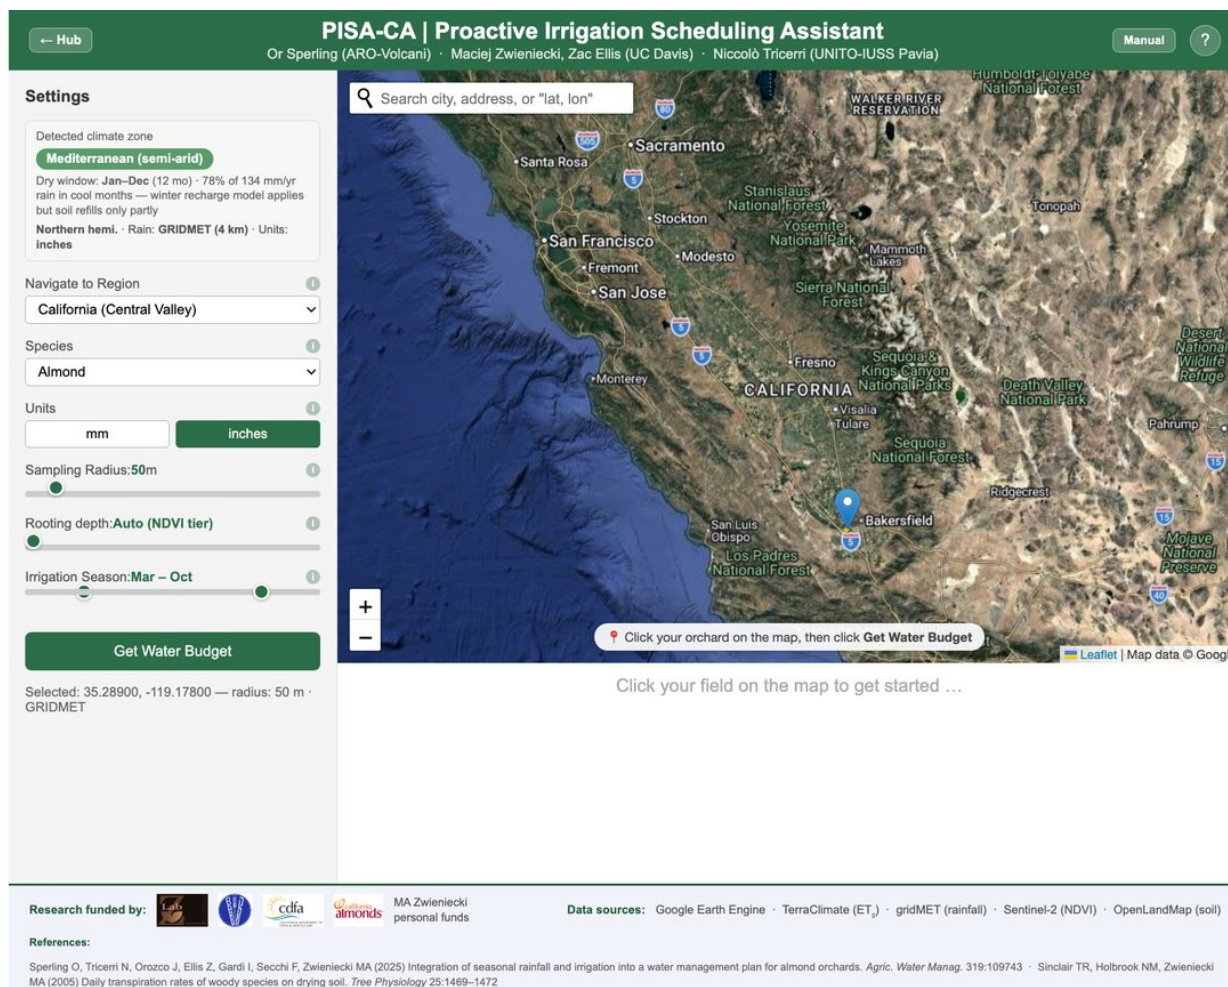 ← Hub
PISA-CA | Proactive Irrigation Scheduling Assistant
Or Sperling (ARO-Volcani) · Maciej Zwieniecki, Zac Ellis (UC Davis) · Niccolò Tricerri (UNITO-IUSS Pavia)
Manual
?
Settings
Detected climate zone
Mediterranean (semi-arid)
Dry window: Jan–Dec (12 mo) · 78% of 134 mm/yr
rain in cool months — winter recharge model applies
but soil refills only partly
Northern hemi. · Rain: GRIDMET (4 km) · Units:
inches
Navigate to Region
California (Central Valley)
Species
Almond
Units
mm
inches
Sampling Radius:50m
Rooting depth:Auto (NDVI tier)
Irrigation Season:Mar – Oct
Get Water Budget
Selected: 35.28900, -119.17800 — radius: 50 m ·
GRIDMET
Search city, address, or "lat, lon"
Humboldt-Toiyabe
National Forest
WALKER RIVER
RESERVATION
80
505
Sacramento
Santa Rosa
5
Stanislaus
National Forest
Tonopah
Stockton
Yosemite
National Park
San Francisco
Mammoth
Lakes
Modesto
Fremont
San Jose
Sierra National
Forest
5
5
Desert
National
Wildlife
Refuge
Fresno
Sequoia &
Kings Canyon
National Parks
Monterey
CALIFORNIA
Death Valley
National Park
Visalia
Tulare
Pahrump
Sequoia
National Forest
15
Ridgecrest
San Luis
Obispo
Bakersfield
15
5
Los Padres
National Forest
Mojave
National
Preserve
40
+
−
Click your orchard on the map, then click Get Water Budget
Leaflet | Map data © Googl
Click your field on the map to get started …
Research funded by:
Lab
cdfa
california
almonds
MA Zwieniecki
personal funds
Data sources: Google Earth Engine · TerraClimate (ET₀) · gridMET (rainfall) · Sentinel-2 (NDVI) · OpenLandMap (soil)
References:
Sperling O, Tricerri N, Orozco J, Ellis Z, Gardi I, Secchi F, Zwieniecki MA (2025) Integration of seasonal rainfall and irrigation into a water management plan for almond orchards. Agric. Water Manag. 319:109743 · Sinclair TR, Holbrook NM, Zwieniecki
MA (2005) Daily transpiration rates of woody species on drying soil. Tree Physiology 25:1469–1472